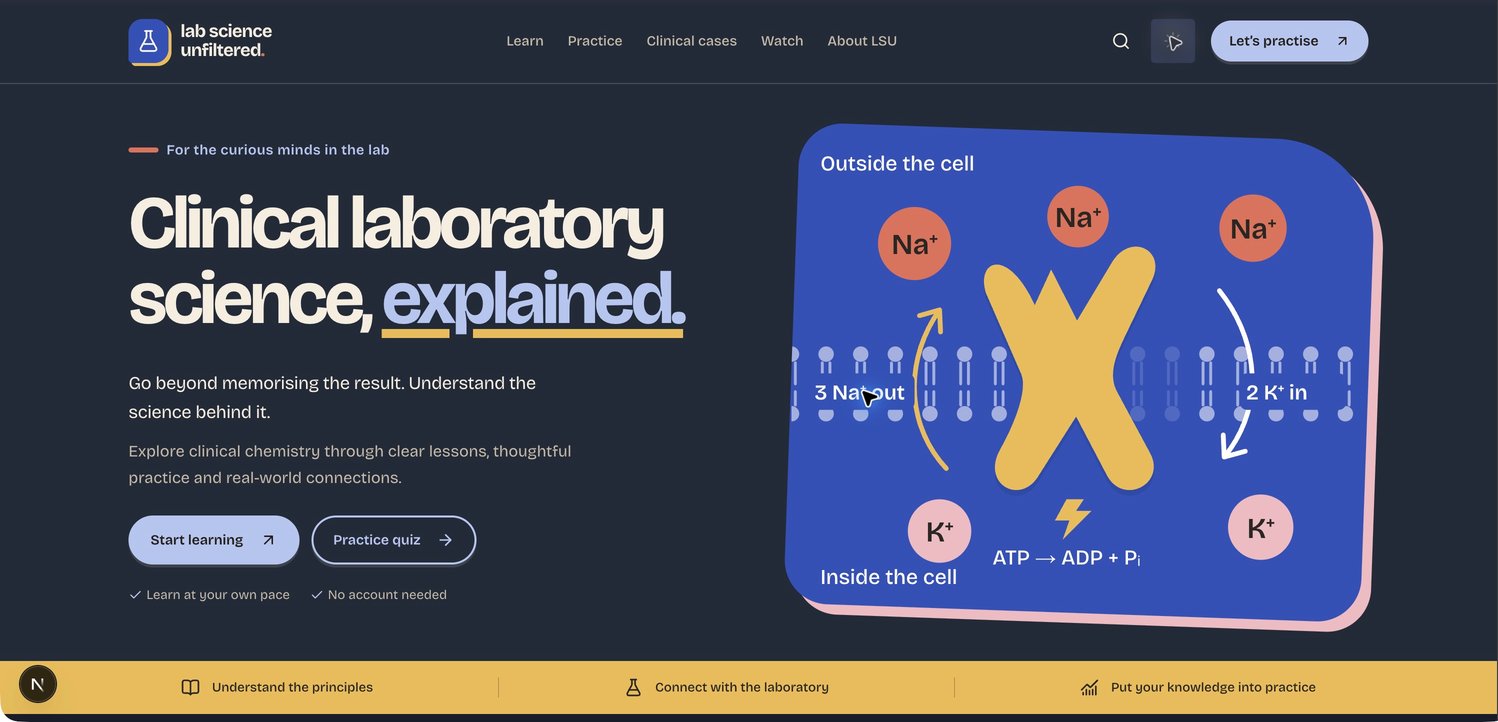 lab science
unfiltered.
Learn
Practice
Clinical cases
Watch
About LSU
Let's practise
For the curious minds in the lab
Clinical laboratory
science, explained.
Go beyond memorising the result. Understand the
science behind it.
Explore clinical chemistry through clear lessons, thoughtful
practice and real-world connections.
Start learning
Practice quiz
Learn at your own pace
No account needed
Outside the cell
Na⁺
Na⁺
Na⁺
3 Na⁺ out
2 K⁺ in
K⁺
K⁺
ATP → ADP + Pᵢ
Inside the cell
N
Understand the principles
Connect with the laboratory
Put your knowledge into practice